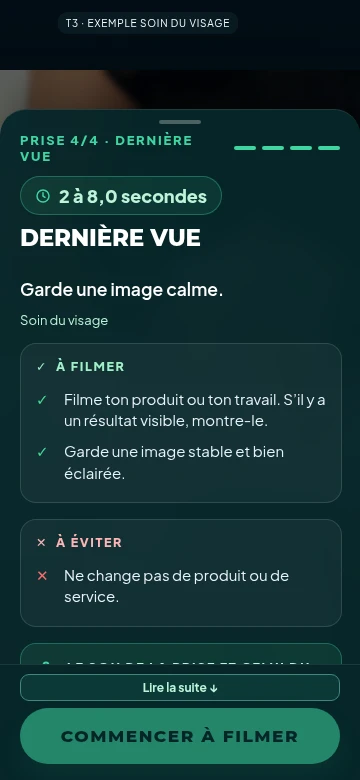 T3 · EXEMPLE SOIN DU VISAGE
PRISE 4/4 · DERNIÈRE
VUE
2 à 8,0 secondes
DERNIÈRE VUE
Garde une image calme.
Soin du visage
✓ À FILMER
✓ Filme ton produit ou ton travail. S’il y a
un résultat visible, montre-le.
✓ Garde une image stable et bien
éclairée.
✕ À ÉVITER
✕ Ne change pas de produit ou de
service.
Lire la suite ↓
COMMENCER À FILMER